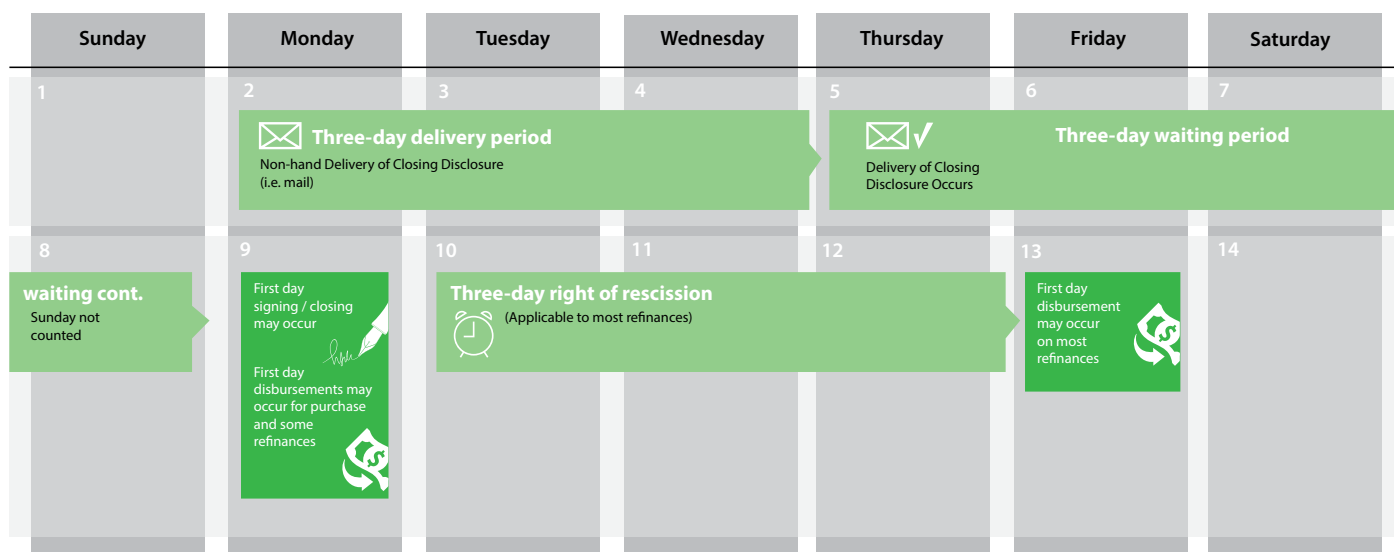 Sunday Monday Tuesday Wednesday Thursday Friday Saturday
1 2 3 4 5 6 7
Three-day delivery period
Non-hand Delivery of Closing Disclosure
(i.e. mail)
Three-day waiting period
Delivery of Closing
Disclosure Occurs
8 9 10 11 12 13 14
waiting cont.
Sunday not
counted
First day
signing / closing
may occur
First day
disbursements may
occur for purchase
and some
refinances
Three-day right of rescission
(Applicable to most refinances)
First day
disbursement
may occur
on most
refinances